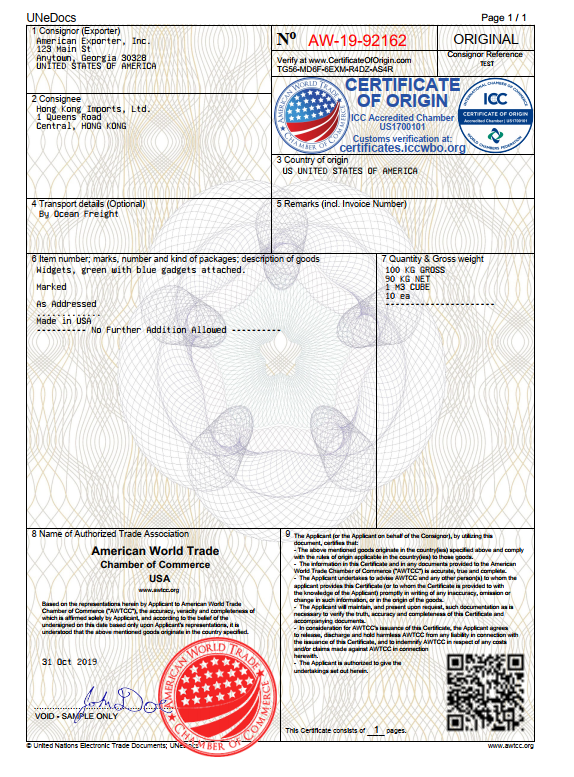 UNeDocs
Page 1 / 1
1 Consignor (Exporter)
American Exporter, Inc.
123 Main St
Anytown, Georgia 30328
UNITED STATES OF AMERICA
Nº AW-19-92162
ORIGINAL
Verify at www.CertificateOfOrigin.com
TG56-MD6F-6EXM-R4DZ-AS4R
Consignor Reference
TEST
2 Consignee
Hong Kong Imports, Ltd.
1 Queens Road
Central, HONG KONG
AMERICAN WORLD TRADE
CHAMBER OF COMMERCE
CERTIFICATE
OF ORIGIN
ICC Accredited Chamber
US1700101
Customs verification at:
certificates.iccwbo.org
INTERNATIONAL CHAMBER OF COMMERCE
ICC
CERTIFICATE OF ORIGIN
Accredited Chamber | US1700101
WORLD CHAMBERS FEDERATION
3 Country of origin
US UNITED STATES OF AMERICA
4 Transport details (Optional)
By Ocean Freight
5 Remarks (incl. Invoice Number)
6 Item number; marks, number and kind of packages; description of goods
Widgets, green with blue gadgets attached.
Marked
As Addressed
.............
Made in USA
---------- No Further Addition Allowed ----------
7 Quantity & Gross weight
100 KG GROSS
90 KG NET
1 M3 CUBE
10 ea
----------------------
8 Name of Authorized Trade Association
American World Trade
Chamber of Commerce
USA
www.awtcc.org
Based on the representations herein by Applicant to American World Trade
Chamber of Commerce ("AWTCC"), the accuracy, variety and completeness of
which is affirmed solely by Applicant, and according to the belief of the
undersigned on this date based only upon Applicant's representations, it is
understood that the above mentioned goods originate in the country specified.
31 Oct 2019
John Doe
VOID - SAMPLE ONLY
AMERICAN WORLD TRADE
CHAMBER OF COMMERCE
9 The Applicant (or the Applicant on behalf of the Consignor), by utilizing this
document, certifies that:
- The above mentioned goods originate in the country(ies) specified above and comply
with the rules of origin applicable in the country(ies) to those goods.
- The information in this Certificate and in any documents provided to the American
World Trade Chamber of Commerce ("AWTCC") is accurate, true and complete.
- The Applicant undertakes to advise AWTCC and any other person(s) to whom the
applicant provides this Certificate (or to whom the Certificate is provided to with
the knowledge of the Applicant) promptly in writing of any inaccuracy, omission or
change in such information, or in the origin of the goods.
- The Applicant will maintain, and present upon request, such documentation as is
necessary to verify the truth, accuracy and completeness of this Certificate and
accompanying documents.
- In consideration for AWTCC's issuance of this Certificate, the Applicant agrees
to release, discharge and hold harmless AWTCC from any liability in connection with
the issuance of this Certificate, and to indemnify AWTCC in respect of any costs
and/or claims made against AWTCC in connection
herewith.
- The Applicant is authorized to give the
undertakings set out herein.
This Certificate consists of 1 pages.
© United Nations Electronic Trade Documents; UNeDocs
www.awtcc.org